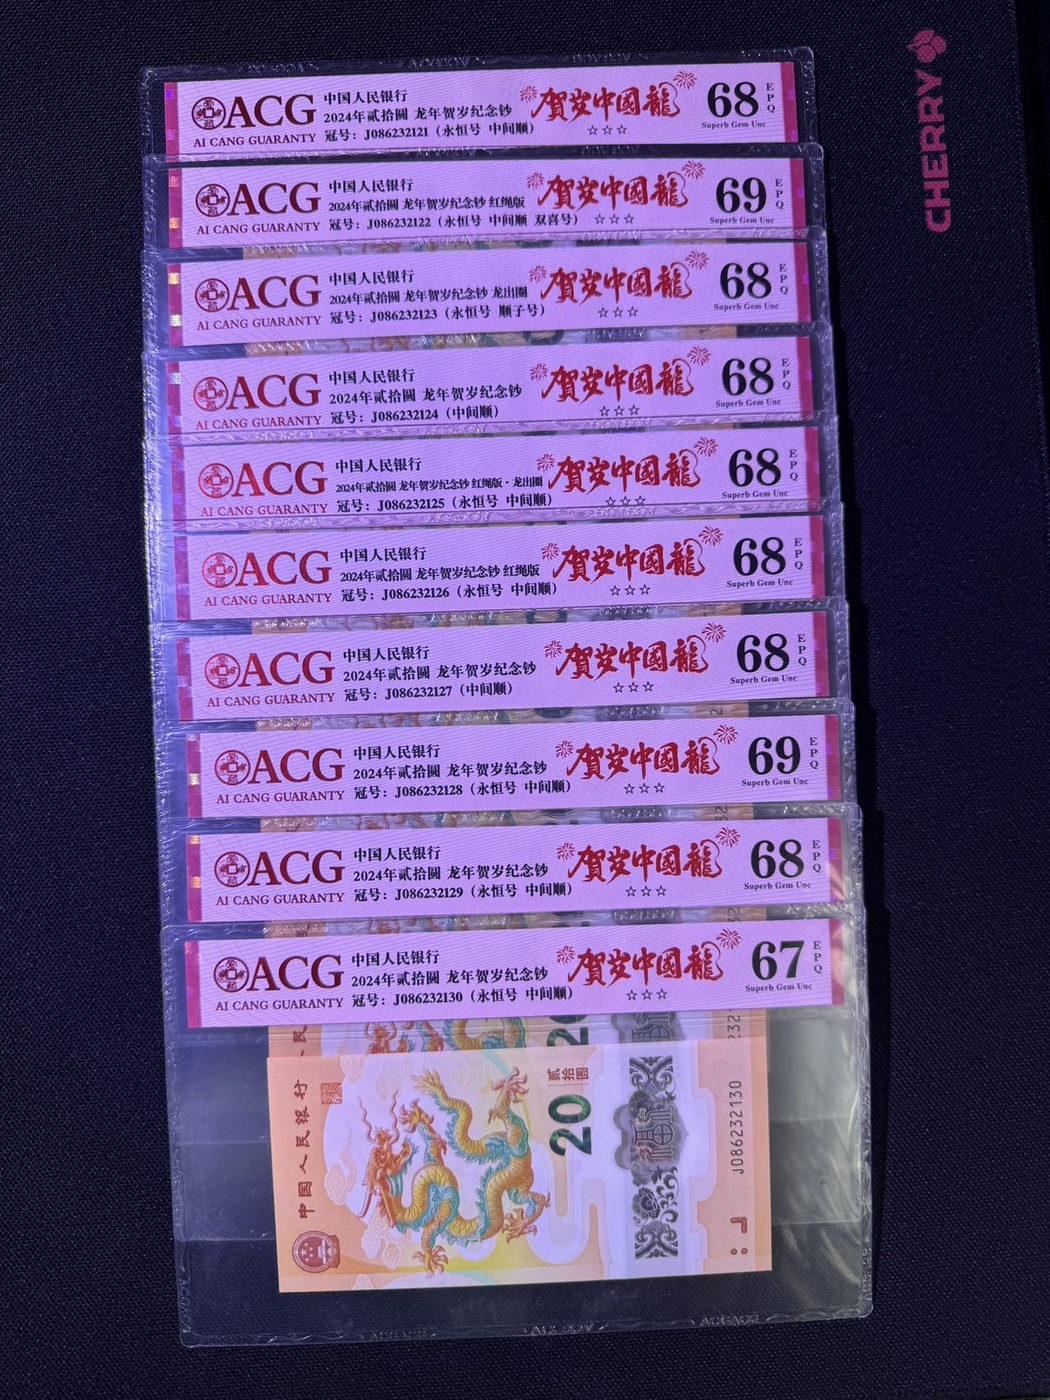 CHERRY
ACG
AI CANG GUARANTY
中国人民银行
2024年贰拾圆 龙年贺岁纪念钞
冠号：J086232121（永恒号 中间顺）
賀岁中國龍
☆☆☆
68
EPQ
Superb Gem Unc
ACG
AI CANG GUARANTY
中国人民银行
2024年贰拾圆 龙年贺岁纪念钞 红绳版
冠号：J086232122（永恒号 中间顺 双喜号）
賀岁中國龍
☆☆☆
69
EPQ
Superb Gem Unc
ACG
AI CANG GUARANTY
中国人民银行
2024年贰拾圆 龙年贺岁纪念钞 龙出圈
冠号：J086232123（永恒号 顺子号）
賀岁中國龍
☆☆☆
68
EPQ
Superb Gem Unc
ACG
AI CANG GUARANTY
中国人民银行
2024年贰拾圆 龙年贺岁纪念钞
冠号：J086232124（中间顺）
賀岁中國龍
☆☆☆
68
EPQ
Superb Gem Unc
ACG
AI CANG GUARANTY
中国人民银行
2024年贰拾圆 龙年贺岁纪念钞 红绳版·龙出圈
冠号：J086232125（永恒号 中间顺）
賀岁中國龍
☆☆☆
68
EPQ
Superb Gem Unc
ACG
AI CANG GUARANTY
中国人民银行
2024年贰拾圆 龙年贺岁纪念钞 红绳版
冠号：J086232126（永恒号 中间顺）
賀岁中國龍
☆☆☆
68
EPQ
Superb Gem Unc
ACG
AI CANG GUARANTY
中国人民银行
2024年贰拾圆 龙年贺岁纪念钞
冠号：J086232127（中间顺）
賀岁中國龍
☆☆☆
68
EPQ
Superb Gem Unc
ACG
AI CANG GUARANTY
中国人民银行
2024年贰拾圆 龙年贺岁纪念钞
冠号：J086232128（永恒号 中间顺）
賀岁中國龍
☆☆☆
69
EPQ
Superb Gem Unc
ACG
AI CANG GUARANTY
中国人民银行
2024年贰拾圆 龙年贺岁纪念钞
冠号：J086232129（永恒号 中间顺）
賀岁中國龍
☆☆☆
68
EPQ
Superb Gem Unc
ACG
AI CANG GUARANTY
中国人民银行
2024年贰拾圆 龙年贺岁纪念钞
冠号：J086232130（永恒号 中间顺）
賀岁中國龍
☆☆☆
67
EPQ
Superb Gem Unc
中国人民银行
20
贰拾圆
福
J086232130